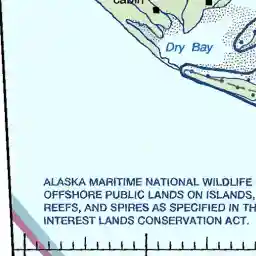 cabin
Dry Bay
ALASKA MARITIME NATIONAL WILDLIFE
OFFSHORE PUBLIC LANDS ON ISLANDS,
REEFS, AND SPIRES AS SPECIFIED IN TH
INTEREST LANDS CONSERVATION ACT.